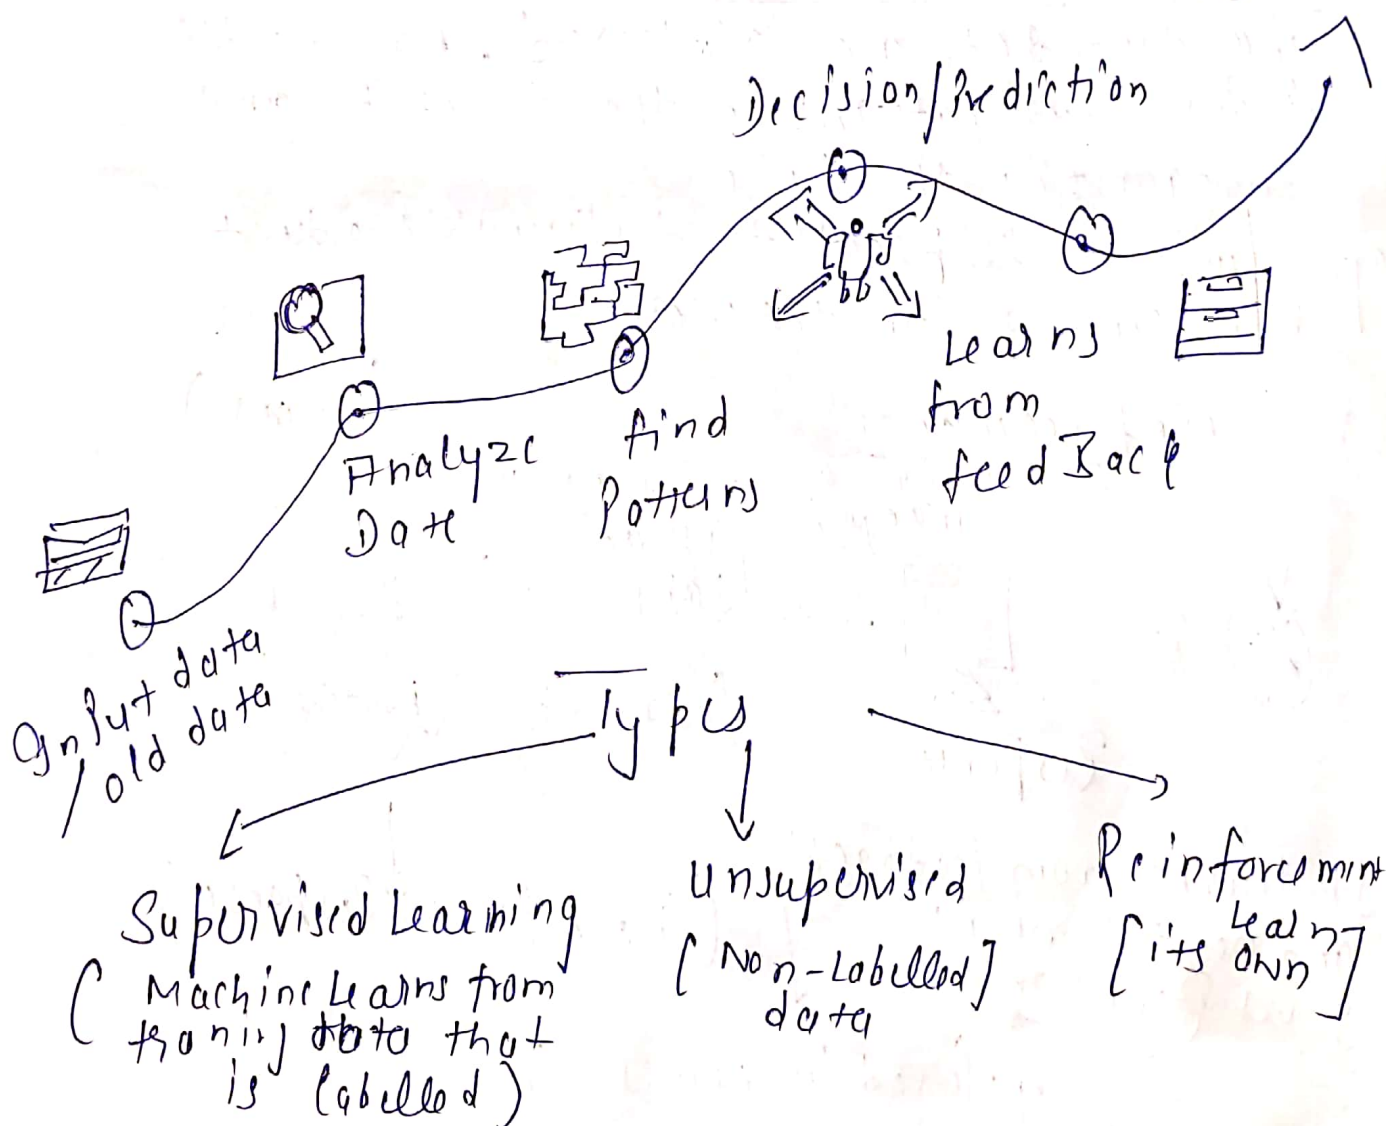 Decision/Prediction
Learns
from
feedBack
find
Patterns
Analyze
Date
Input data
/old data
Types
Supervised Learning
(Machine Learns from
traning data that
is labelled)
Unsupervised
[Non-Labelled]
data
Reinforcement
[its Learn
own]